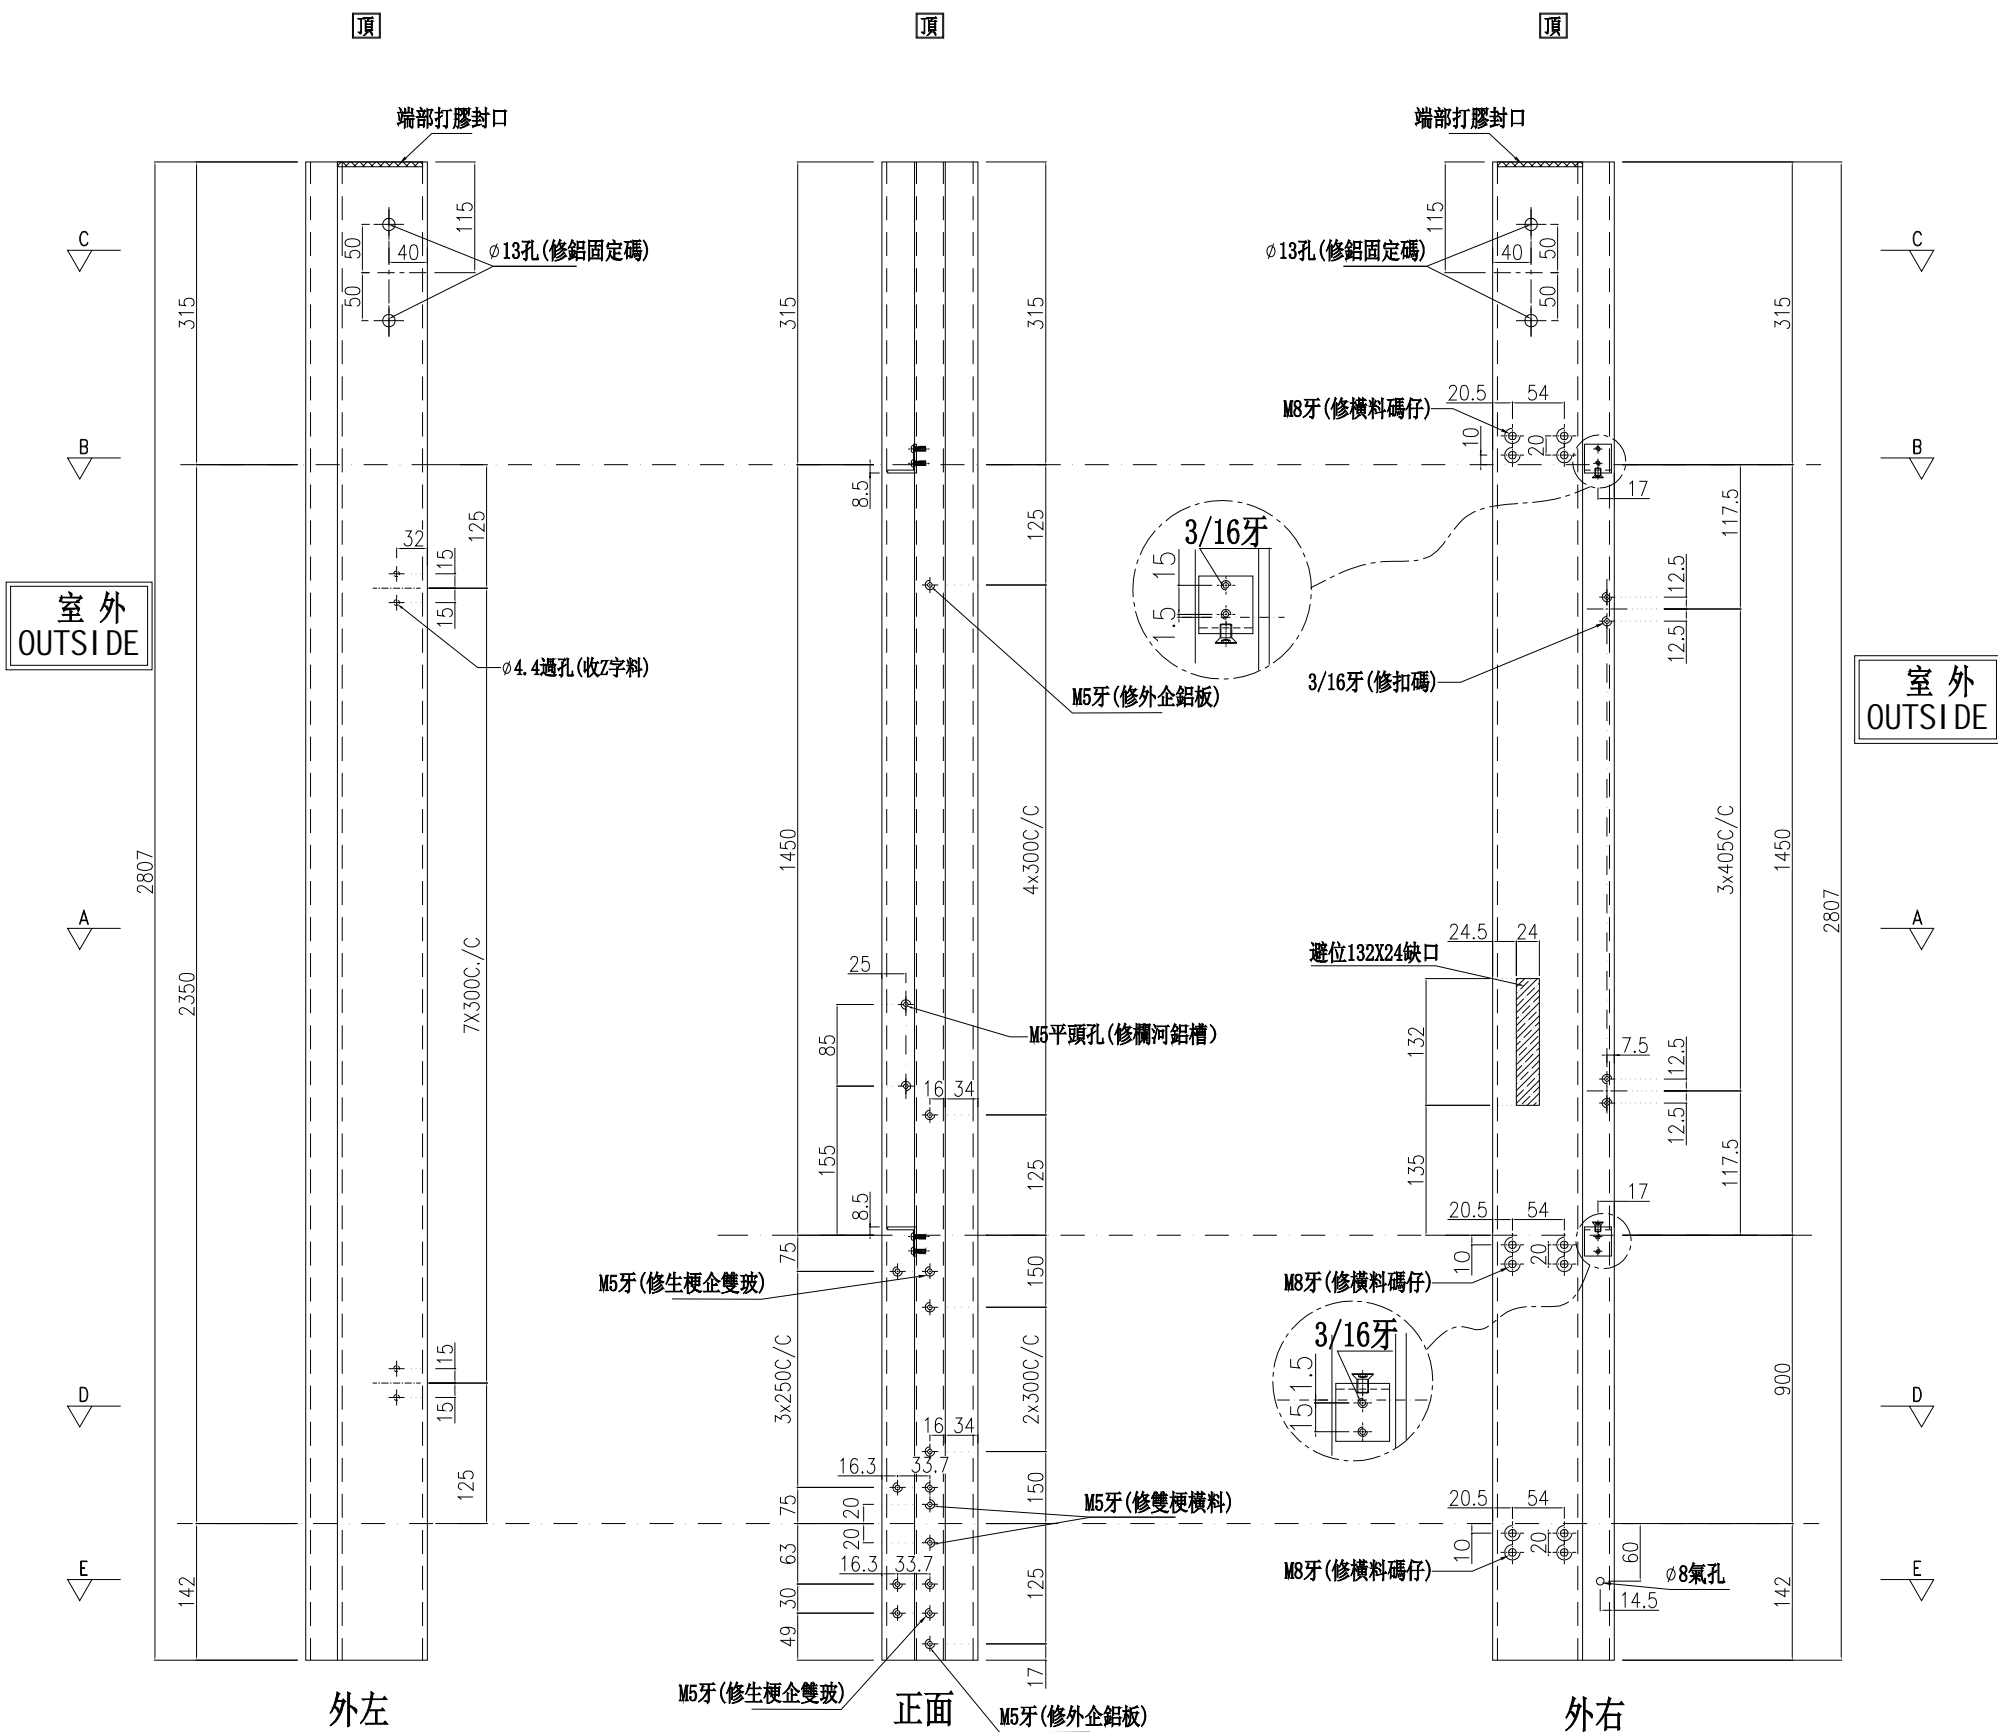 頂
頂
頂
端部打膠封口
端部打膠封口
C
115
50
40
50
∅13孔(修鋁固定碼)
∅13孔(修鋁固定碼)
115
40
50
50
C
315
315
315
315
20.5
54
M8牙(修橫料碼仔)
10
20
B
B
8.5
17
125
125
117.5
3/16牙
15
1.5
32
15
15
12.5
12.5
室外
OUTSIDE
∅4.4過孔(收Z字料)
M5牙(修外企鋁板)
3/16牙(修扣碼)
室外
OUTSIDE
2807
1450
4x300C/C
3x405C/C
1450
2807
A
A
2350
7X300C./C
24.5
24
避位132X24缺口
25
85
M5平頭孔(修欄河鋁槽)
132
7.5
12.5
12.5
16
34
155
125
135
117.5
8.5
17
20.5
54
75
10
20
M5牙(修生梗企雙玻)
150
M8牙(修橫料碼仔)
3/16牙
1.5
15
15
15
3x250C/C
2x300C/C
900
D
D
16
34
16.3
33.7
125
75
20
20
150
M5牙(修雙梗橫料)
20.5
54
10
20
60
63
16.3
33.7
M8牙(修橫料碼仔)
∅8氣孔
E
E
142
30
125
14.5
142
49
17
M5牙(修生梗企雙玻)
M5牙(修外企鋁板)
外左
正面
外右